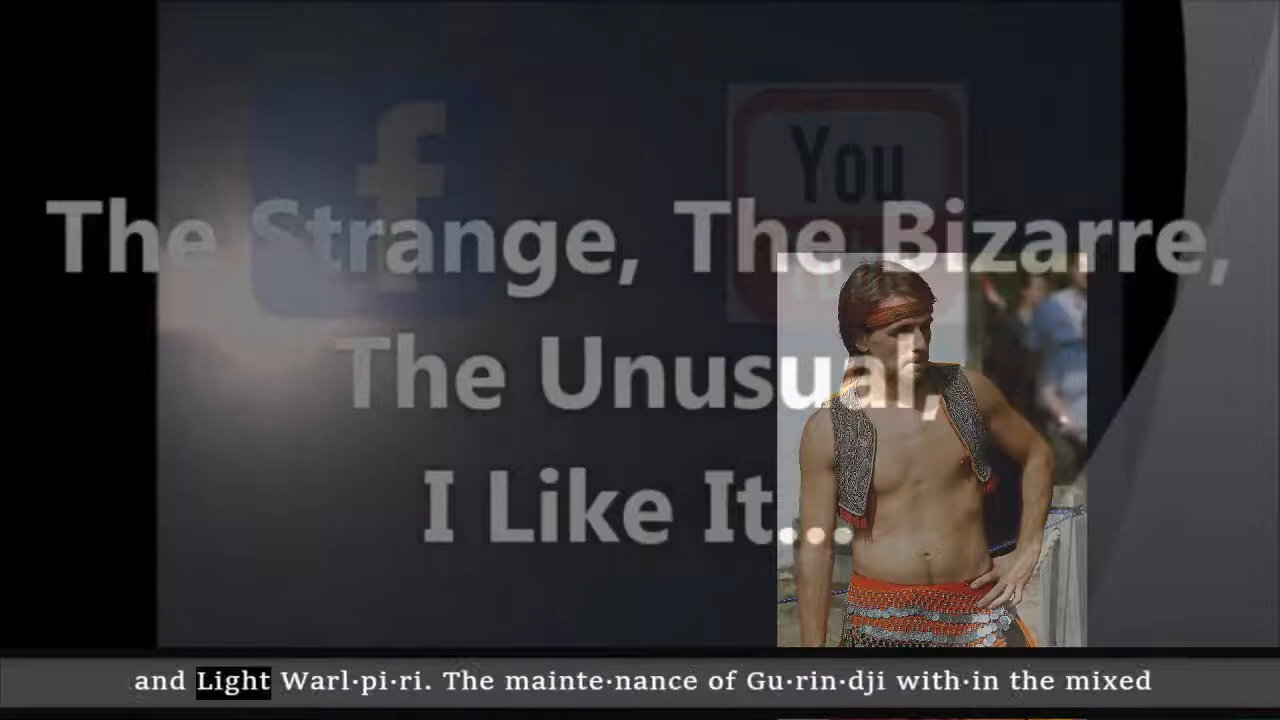 f
You
The Strange, The Bizarre,
The Unusual,
I Like It...
and Light Warl·pi·ri. The mainte·nance of Gu·rin·dji with·in the mixed